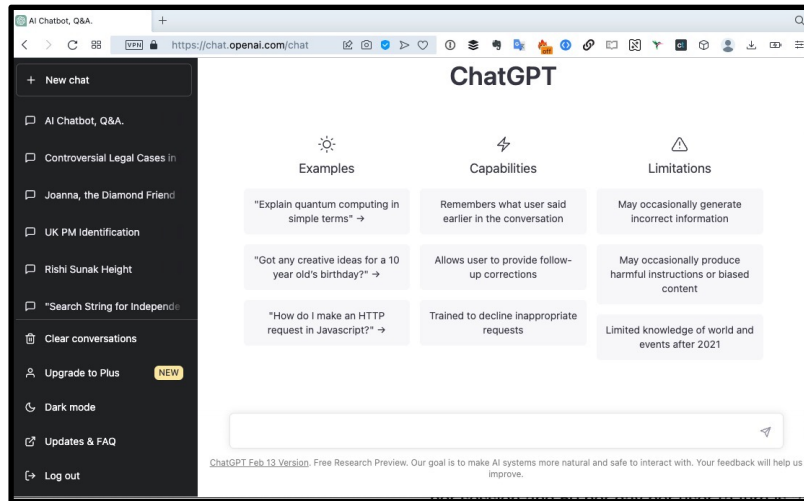 AI Chatbot, Q&A.
VPN https://chat.openai.com/chat
New chat
AI Chatbot, Q&A.
Controversial Legal Cases in
Joanna, the Diamond Friend
UK PM Identification
Rishi Sunak Height
"Search String for Independe
Clear conversations
Upgrade to Plus NEW
Dark mode
Updates & FAQ
Log out
ChatGPT
Examples
"Explain quantum computing in
simple terms" →
"Got any creative ideas for a 10
year old's birthday?" →
"How do I make an HTTP
request in Javascript?" →
Capabilities
Remembers what user said
earlier in the conversation
Allows user to provide follow-
up corrections
Trained to decline inappropriate
requests
Limitations
May occasionally generate
incorrect information
May occasionally produce
harmful instructions or biased
content
Limited knowledge of world and
events after 2021
ChatGPT Feb 13 Version. Free Research Preview. Our goal is to make AI systems more natural and safe to interact with. Your feedback will help us
improve.